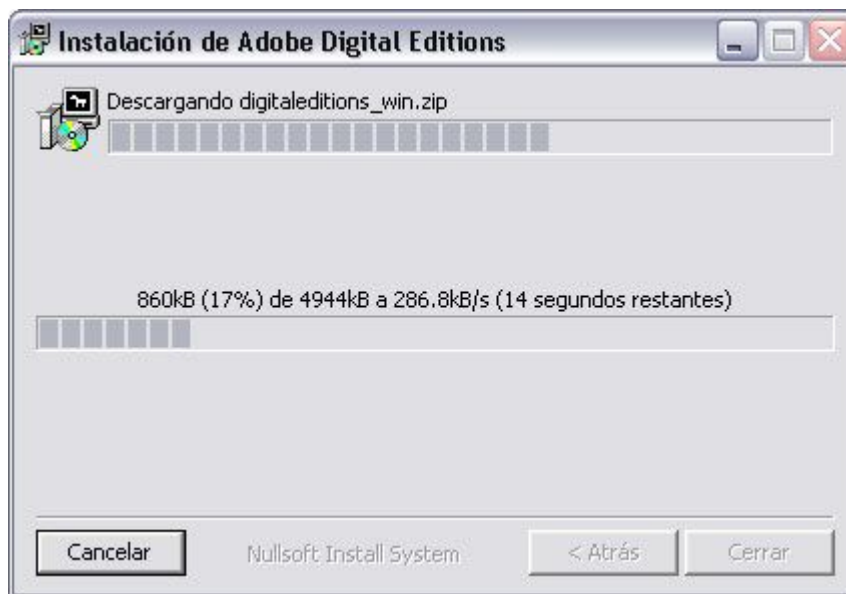 Instalación de Adobe Digital Editions
Descargando digitaleditions_win.zip
860kB (17%) de 4944kB a 286.8kB/s (14 segundos restantes)
Cancelar
Nullsoft Install System
< Atrás
Cerrar